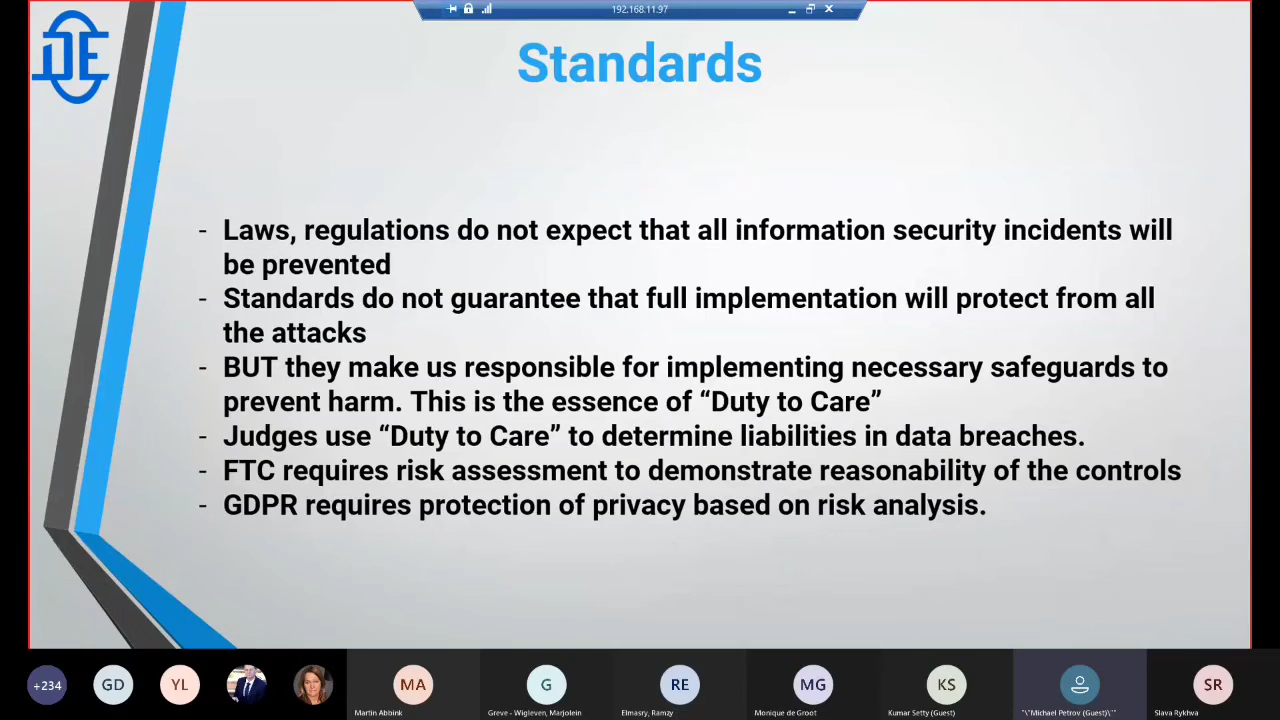 192.168.11.97
DE
Standards
- Laws, regulations do not expect that all information security incidents will
be prevented
- Standards do not guarantee that full implementation will protect from all
the attacks
- BUT they make us responsible for implementing necessary safeguards to
prevent harm. This is the essence of “Duty to Care”
- Judges use “Duty to Care” to determine liabilities in data breaches.
- FTC requires risk assessment to demonstrate reasonability of the controls
- GDPR requires protection of privacy based on risk analysis.
+234
GD
YL
MA
G
RE
MG
KS
SR
Martin Abbink
Greve - Wigleven, Marjolein
Elmasry, Ramzy
Monique de Groot
Kumar Setty (Guest)
"\"Michael Petrov (Guest)\""
Slava Rykhva